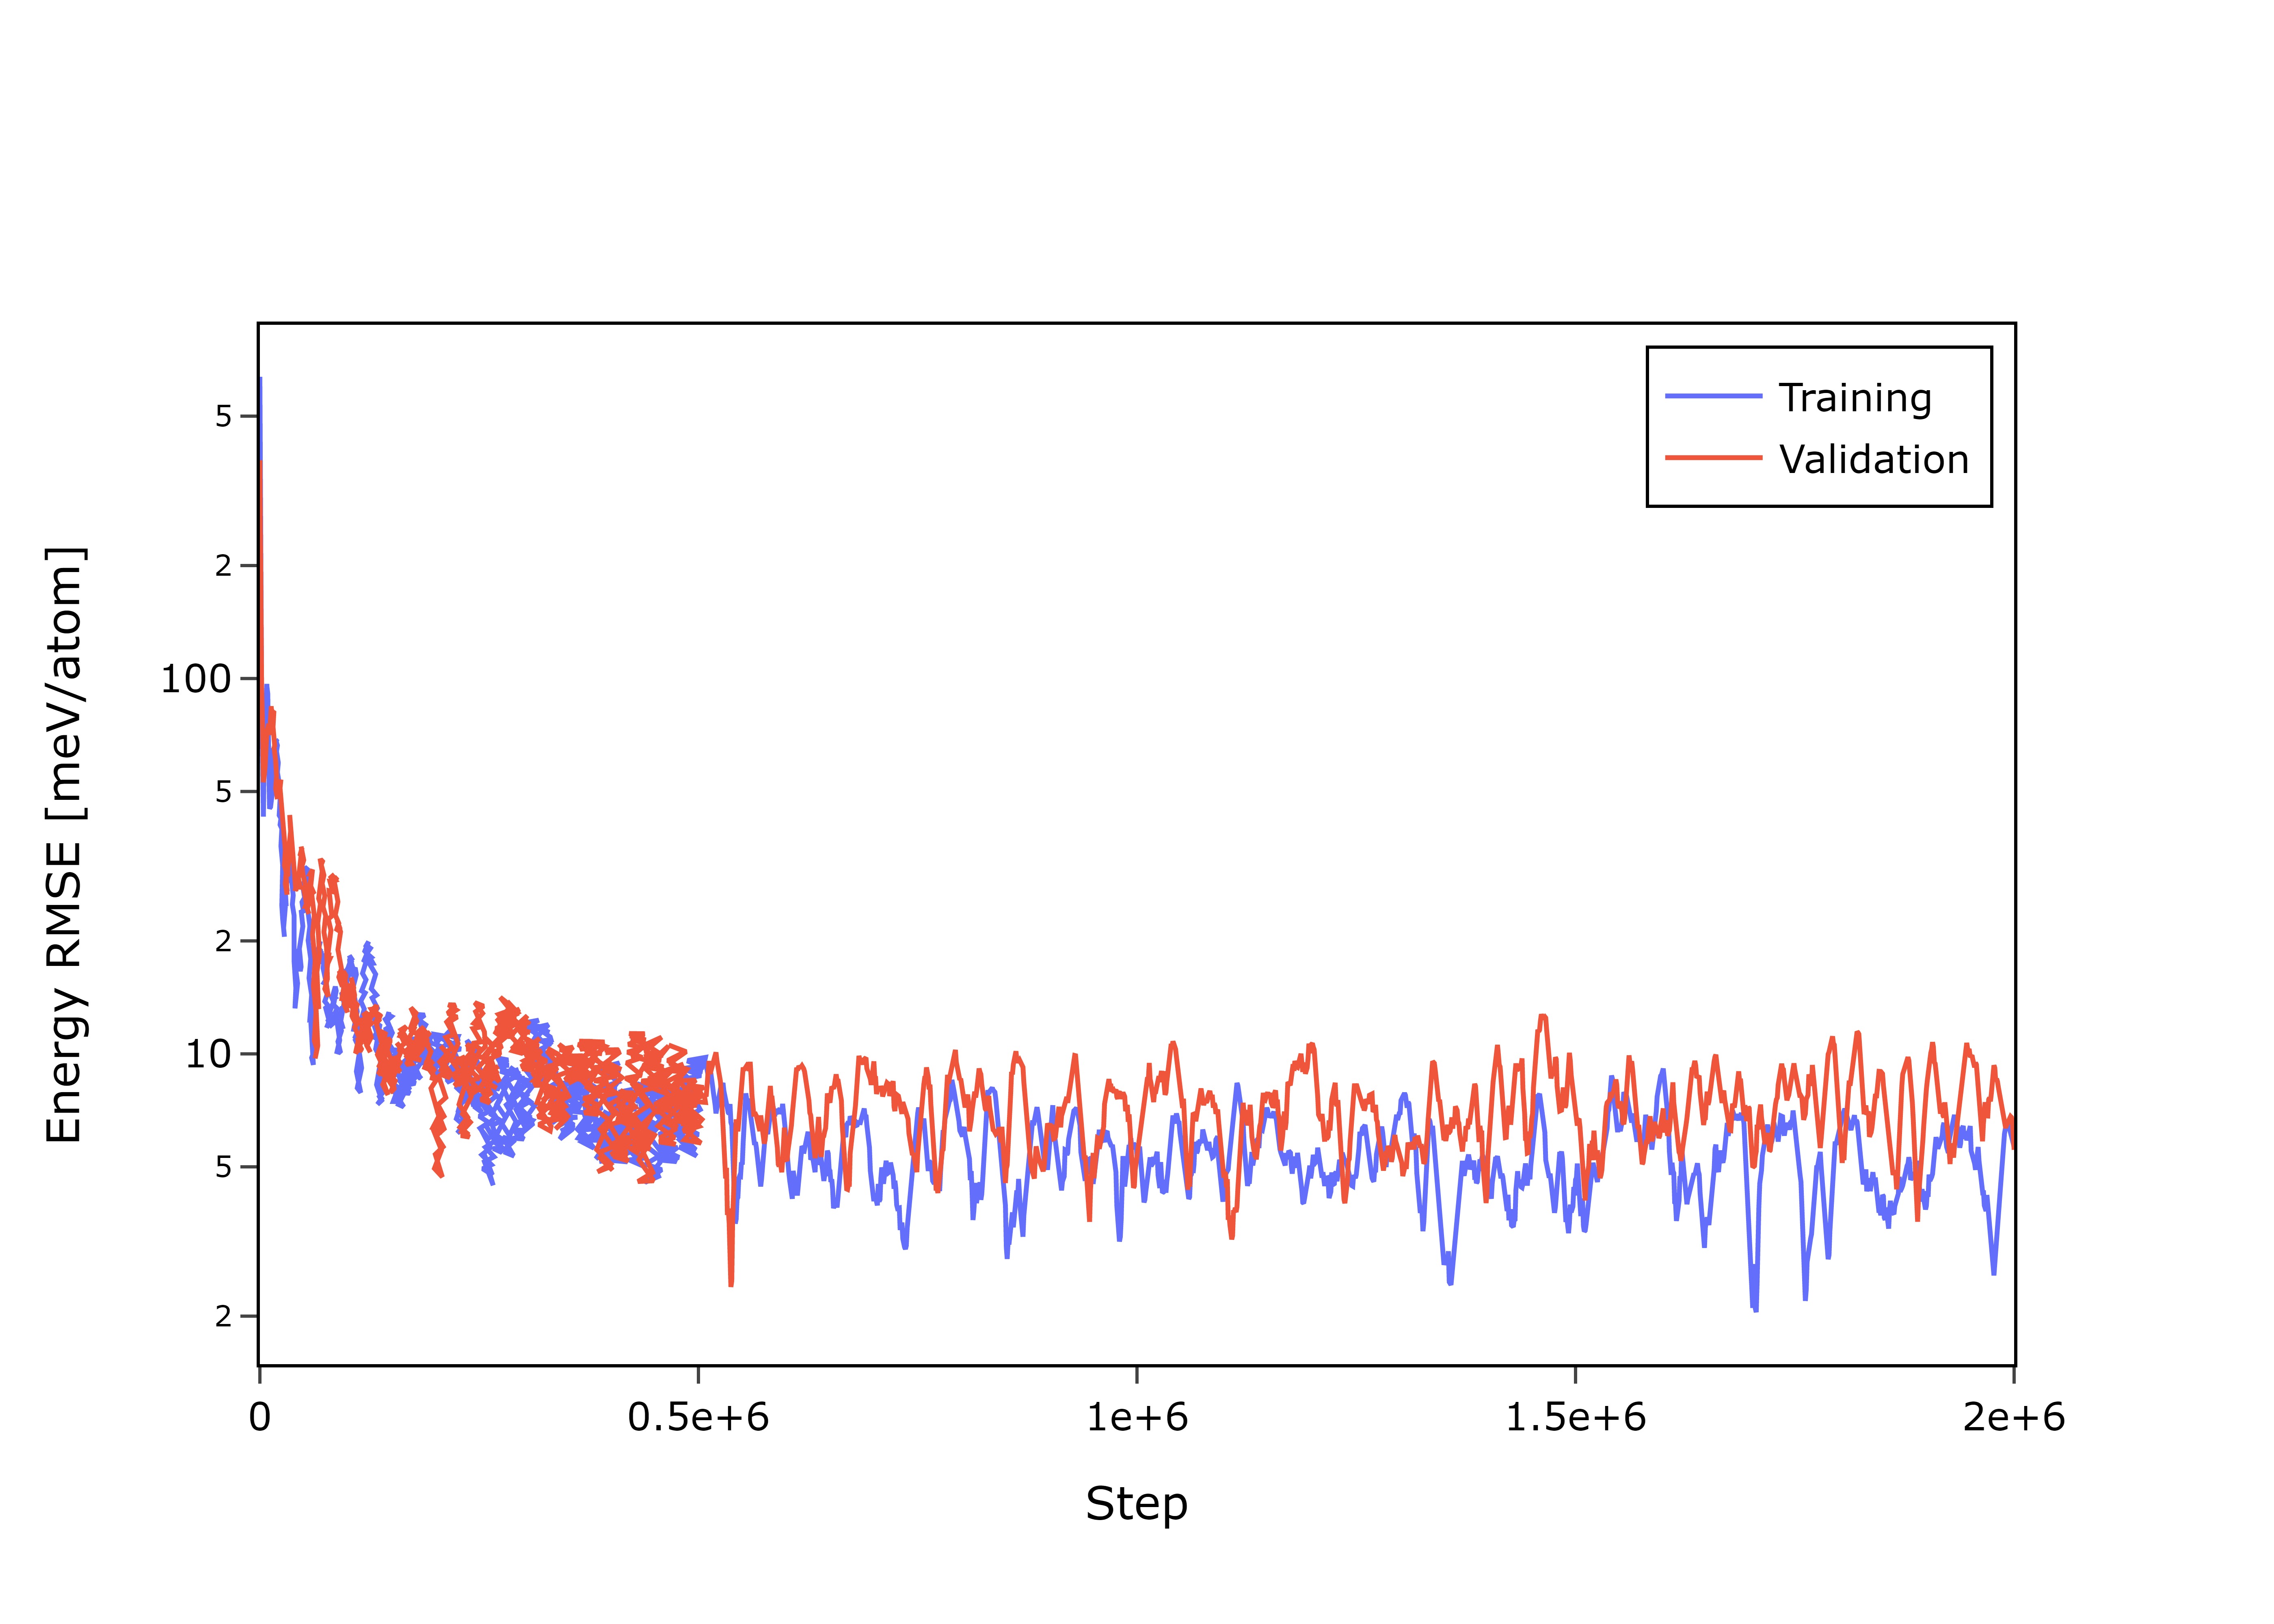 Training
Validation
5
2
100
5
2
10
5
2
Energy RMSE [meV/atom]
0
0.5e+6
1e+6
1.5e+6
2e+6
Step